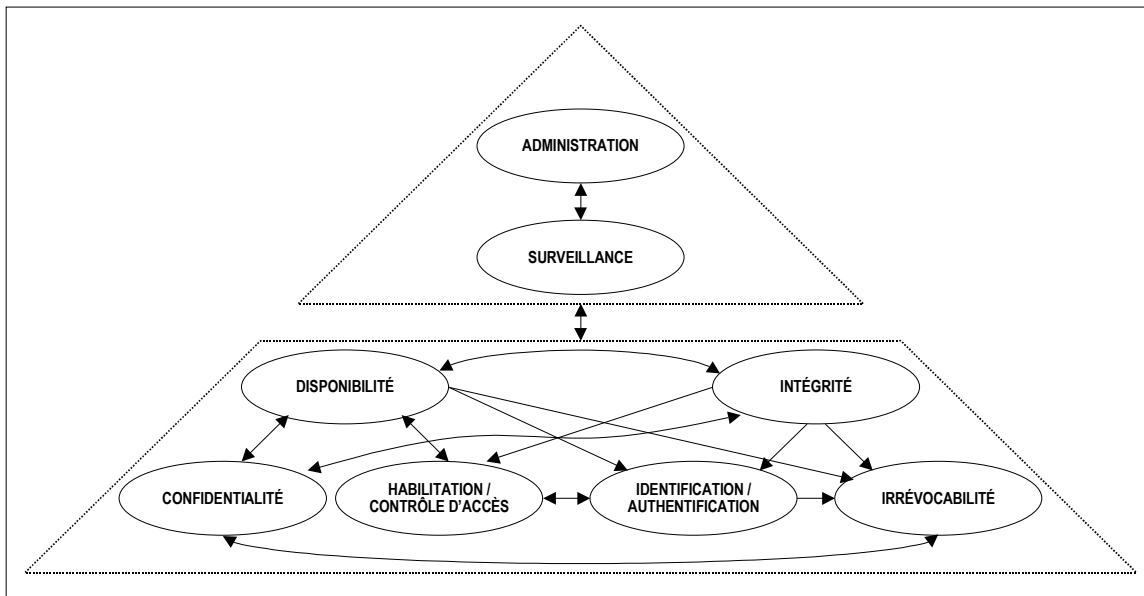 ADMINISTRATION
SURVEILLANCE
DISPONIBILITÉ
INTÉGRITÉ
CONFIDENTIALITÉ
HABILITATION /
CONTRÔLE D'ACCÈS
IDENTIFICATION /
AUTHENTIFICATION
IRRÉVOCABILITÉ